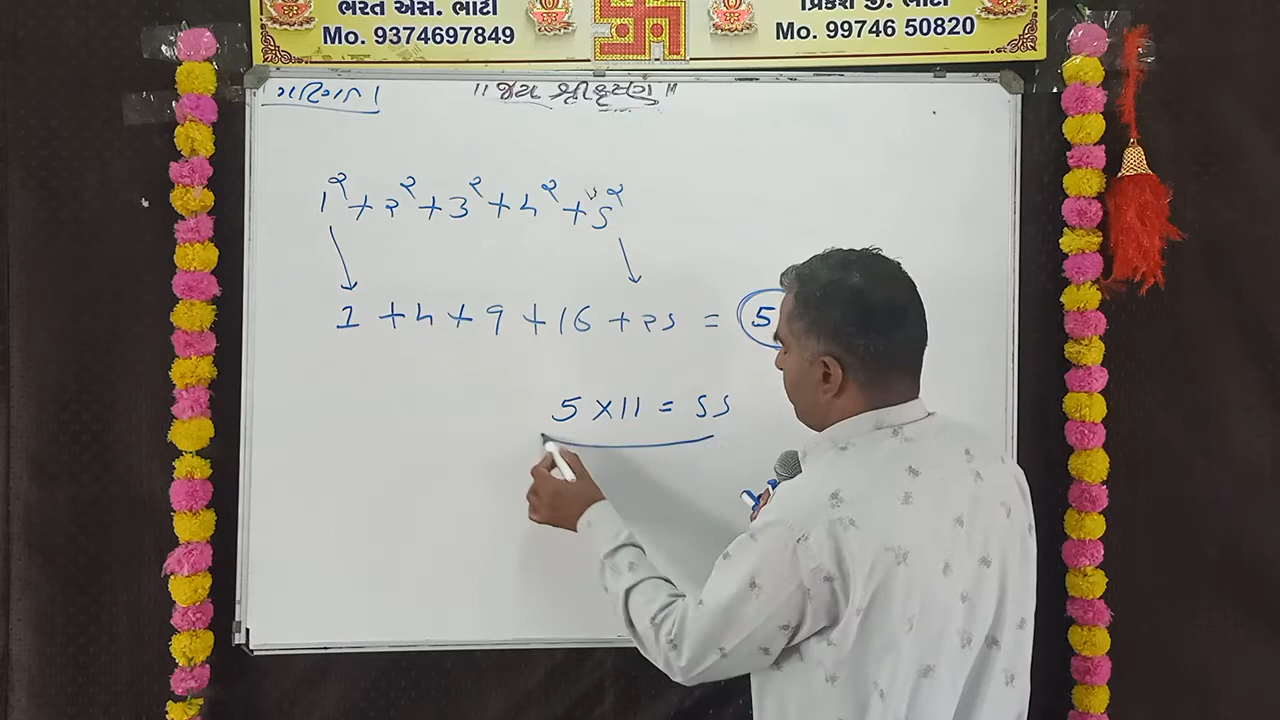 ભરત એસ. ભાટી
પ્રિકેશ જી. ભાટી
Mo. 9374697849
Mo. 99746 50820
॥ જય શ્રી કૃષ્ણ ॥
1² + 2² + 3² + 4² + 5²
1 + 4 + 9 + 16 + 25 = 5
5 × 11 = 55